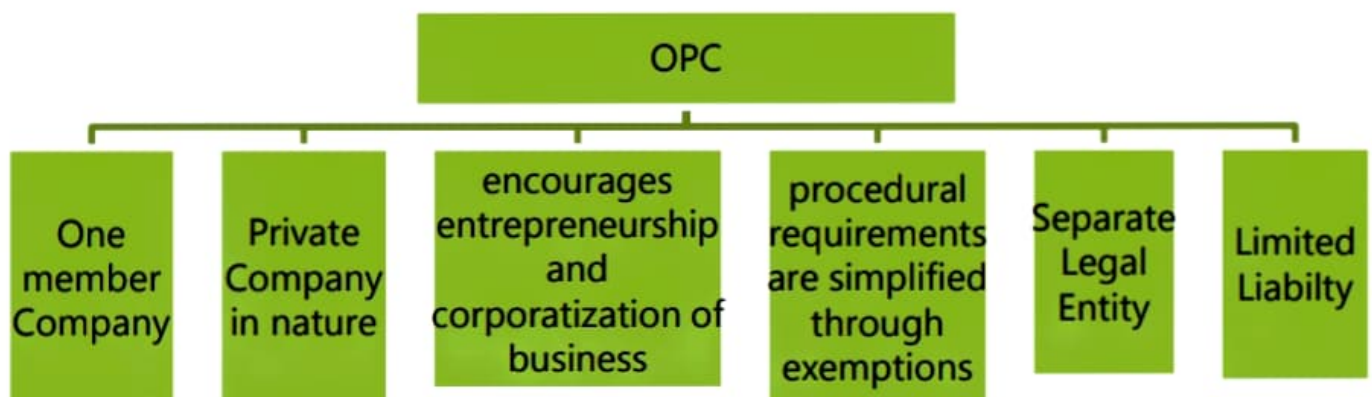 OPC
One
member
Company
Private
Company
in nature
encourages
entrepreneurship
and
corporatization of
business
procedural
requirements
are simplified
through
exemptions
Separate
Legal
Entity
Limited
Liabilty